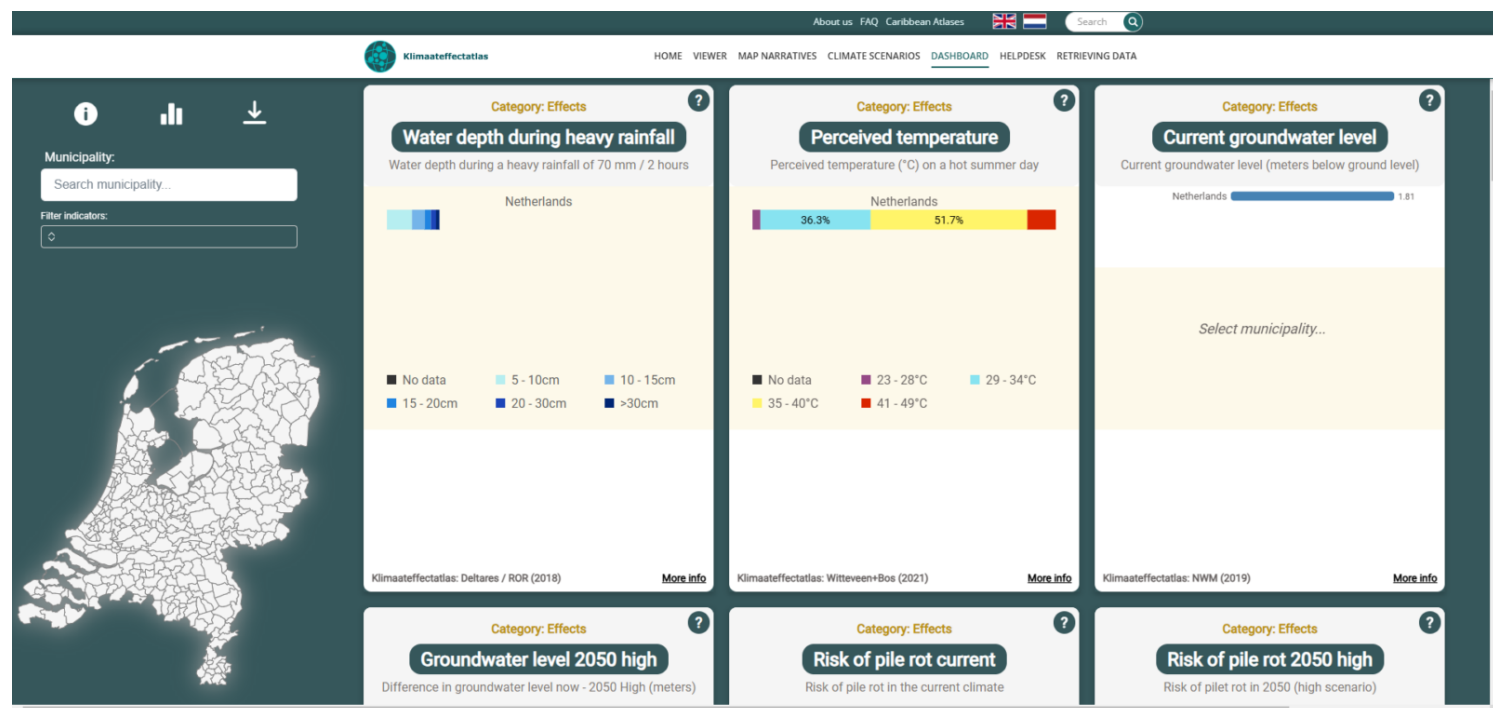 About us FAQ Caribbean Atlases Search
Klimaateffectatlas HOME VIEWER MAP NARRATIVES CLIMATE SCENARIOS DASHBOARD HELPDESK RETRIEVING DATA
Municipality:
Search municipality...
Filter indicators:
Category: Effects
?
Water depth during heavy rainfall
Water depth during a heavy rainfall of 70 mm / 2 hours
Netherlands
No data 5 - 10cm 10 - 15cm
15 - 20cm 20 - 30cm >30cm
Klimaateffectatlas: Deltares / ROR (2018) More info
Category: Effects
?
Perceived temperature
Perceived temperature (°C) on a hot summer day
Netherlands
36.3% 51.7%
No data 23 - 28°C 29 - 34°C
35 - 40°C 41 - 49°C
Klimaateffectatlas: Witteveen+Bos (2021) More info
Category: Effects
?
Current groundwater level
Current groundwater level (meters below ground level)
Netherlands 1.81
Select municipality...
Klimaateffectatlas: NWM (2019) More info
Category: Effects
?
Groundwater level 2050 high
Difference in groundwater level now - 2050 High (meters)
Category: Effects
?
Risk of pile rot current
Risk of pile rot in the current climate
Category: Effects
?
Risk of pile rot 2050 high
Risk of pilet rot in 2050 (high scenario)